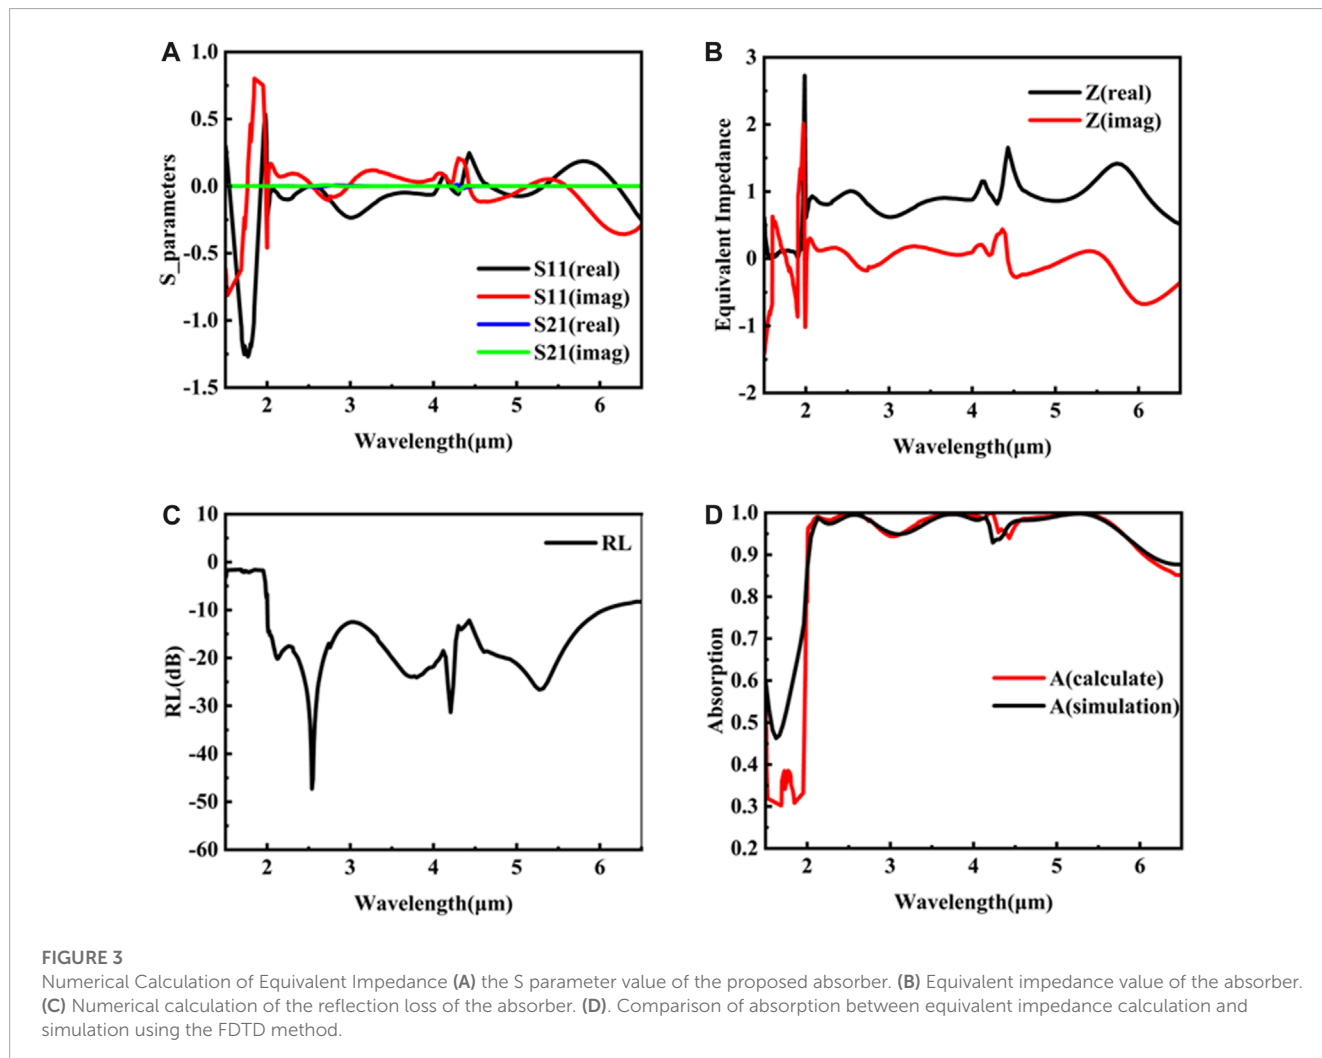 A
1.0
0.5
0.0
-0.5
-1.0
-1.5
S_parameters
S11(real)
S11(imag)
S21(real)
S21(imag)
2 3 4 5 6
Wavelength(μm)
B
3
2
1
0
-1
-2
Equivalent Impedance
Z(real)
Z(imag)
2 3 4 5 6
Wavelength(μm)
C
10
0
-10
-20
-30
-40
-50
-60
RL(dB)
RL
2 3 4 5 6
Wavelength(μm)
D
1.0
0.9
0.8
0.7
0.6
0.5
0.4
0.3
0.2
Absorption
A(calculate)
A(simulation)
2 3 4 5 6
Wavelength(μm)
FIGURE 3
Numerical Calculation of Equivalent Impedance (A) the S parameter value of the proposed absorber. (B) Equivalent impedance value of the absorber.
(C) Numerical calculation of the reflection loss of the absorber. (D). Comparison of absorption between equivalent impedance calculation and
simulation using the FDTD method.